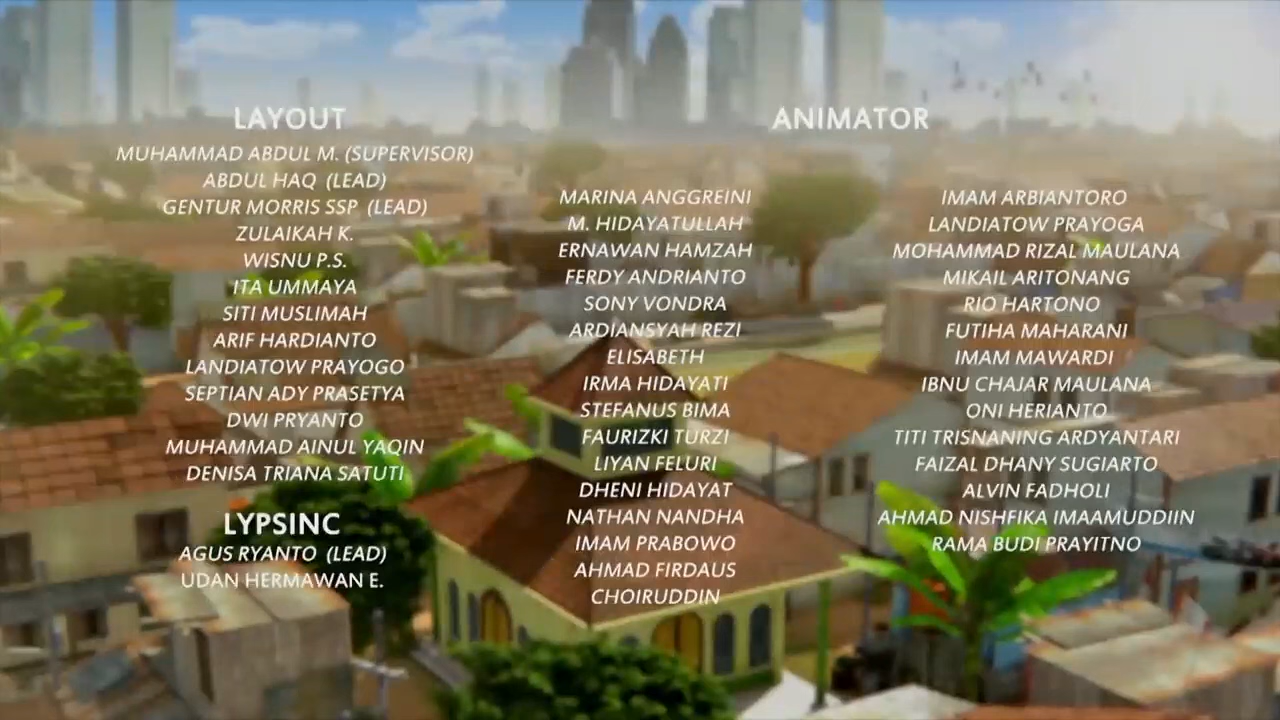 LAYOUT
MUHAMMAD ABDUL M. (SUPERVISOR)
ABDUL HAQ (LEAD)
GENTUR MORRIS SSP (LEAD)
ZULAIKAH K.
WISNU P.S.
ITA UMMAYA
SITI MUSLIMAH
ARIF HARDIANTO
LANDIATOW PRAYOGO
SEPTIAN ADY PRASETYA
DWI PRYANTO
MUHAMMAD AINUL YAQIN
DENISA TRIANA SATUTI
LYPSINC
AGUS RYANTO (LEAD)
UDAN HERMAWAN E.
ANIMATOR
MARINA ANGGREINI
M. HIDAYATULLAH
ERNAWAN HAMZAH
FERDY ANDRIANTO
SONY VONDRA
ARDIANSYAH REZI
ELISABETH
IRMA HIDAYATI
STEFANUS BIMA
FAURIZKI TURZI
LIYAN FELURI
DHENI HIDAYAT
NATHAN NANDHA
IMAM PRABOWO
AHMAD FIRDAUS
CHOIRUDDIN
IMAM ARBIANTORO
LANDIATOW PRAYOGA
MOHAMMAD RIZAL MAULANA
MIKAIL ARITONANG
RIO HARTONO
FUTIHA MAHARANI
IMAM MAWARDI
IBNU CHAJAR MAULANA
ONI HERIANTO
TITI TRISNANING ARDYANTARI
FAIZAL DHANY SUGIARTO
ALVIN FADHOLI
AHMAD NISHFIKA IMAAMUDDIIN
RAMA BUDI PRAYITNO